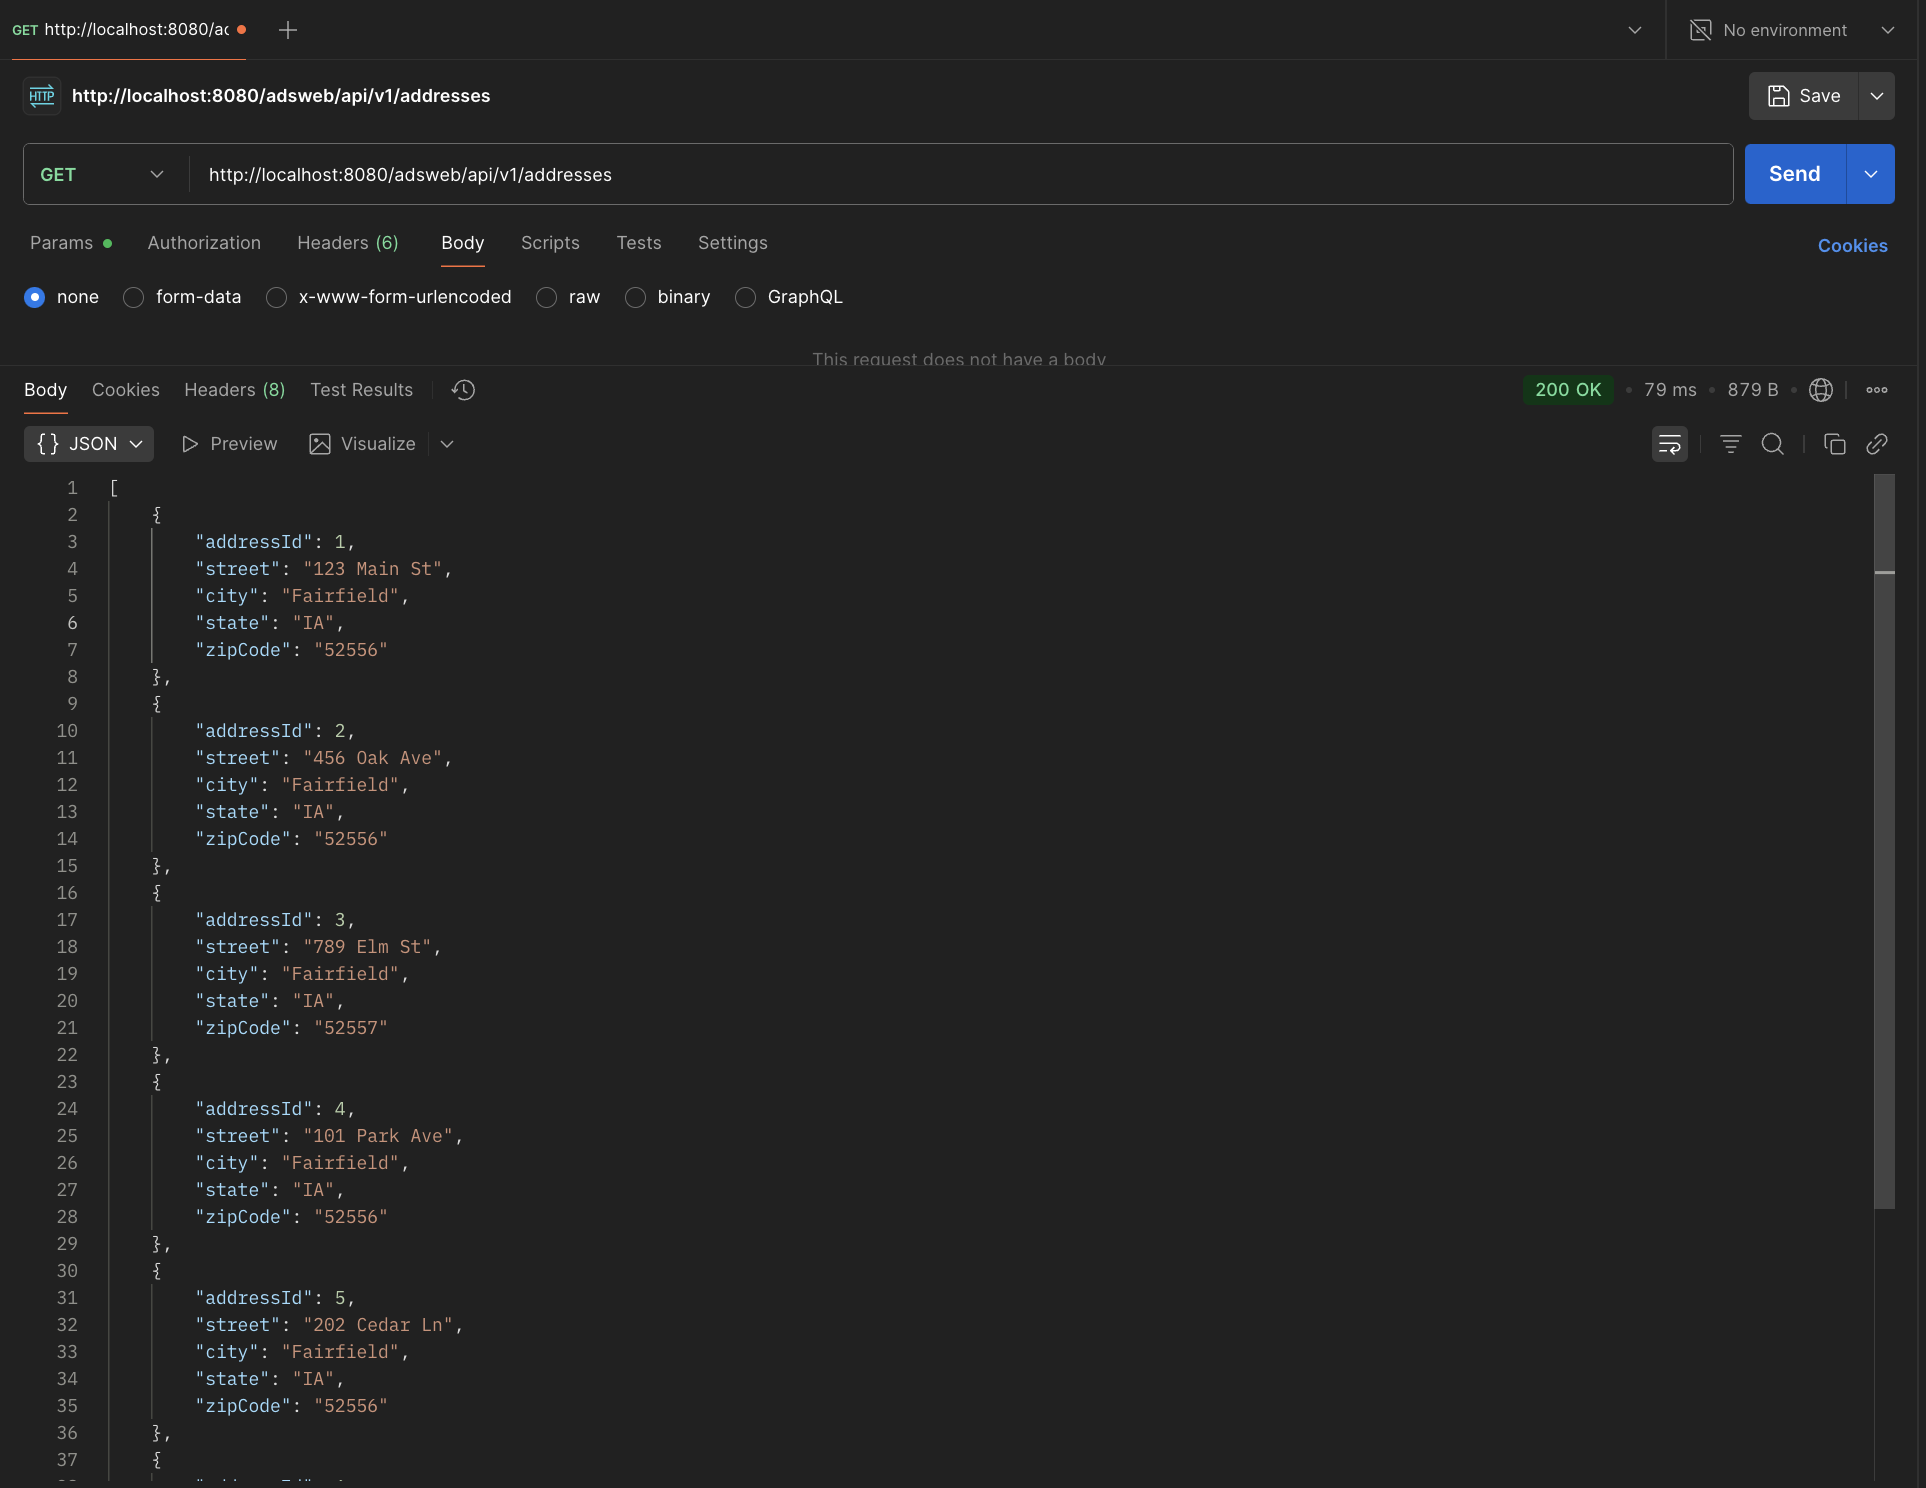 GET http://localhost:8080/ad
No environment
HTTP http://localhost:8080/adsweb/api/v1/addresses
Save
GET http://localhost:8080/adsweb/api/v1/addresses
Send
Params Authorization Headers (6) Body Scripts Tests Settings
Cookies
none form-data x-www-form-urlencoded raw binary GraphQL
This request does not have a body
Body Cookies Headers (8) Test Results
200 OK • 79 ms • 879 B
{} JSON Preview Visualize
1 [
2 {
3 "addressId": 1,
4 "street": "123 Main St",
5 "city": "Fairfield",
6 "state": "IA",
7 "zipCode": "52556"
8 },
9 {
10 "addressId": 2,
11 "street": "456 Oak Ave",
12 "city": "Fairfield",
13 "state": "IA",
14 "zipCode": "52556"
15 },
16 {
17 "addressId": 3,
18 "street": "789 Elm St",
19 "city": "Fairfield",
20 "state": "IA",
21 "zipCode": "52557"
22 },
23 {
24 "addressId": 4,
25 "street": "101 Park Ave",
26 "city": "Fairfield",
27 "state": "IA",
28 "zipCode": "52556"
29 },
30 {
31 "addressId": 5,
32 "street": "202 Cedar Ln",
33 "city": "Fairfield",
34 "state": "IA",
35 "zipCode": "52556"
36 },
37 {